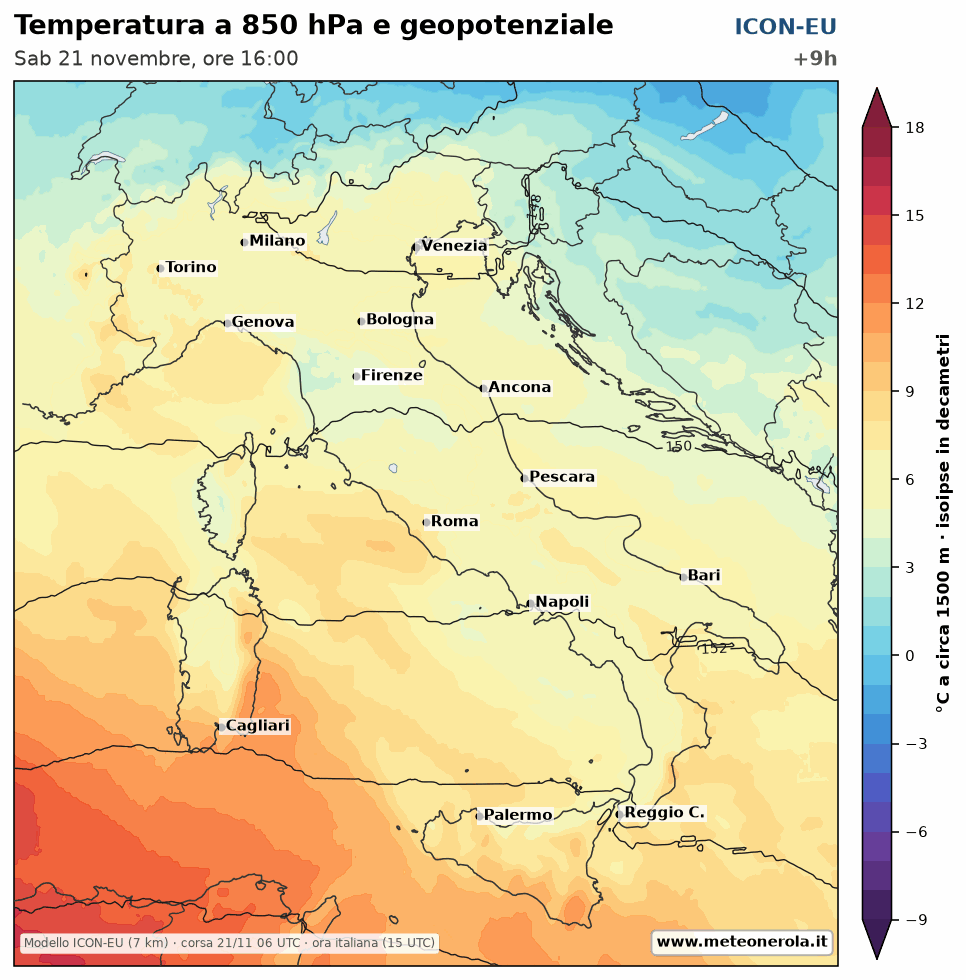 Temperatura a 850 hPa e geopotenziale
ICON-EU
Sab 21 novembre, ore 16:00
+9h
148
Milano
Venezia
Torino
Genova
Bologna
Firenze
Ancona
150
Pescara
Roma
Bari
Napoli
152
Cagliari
Palermo
Reggio C.
18
15
12
9
6
3
0
−3
−6
−9
°C a circa 1500 m · isoipse in decametri
Modello ICON-EU (7 km) · corsa 21/11 06 UTC · ora italiana (15 UTC)
www.meteonerola.it